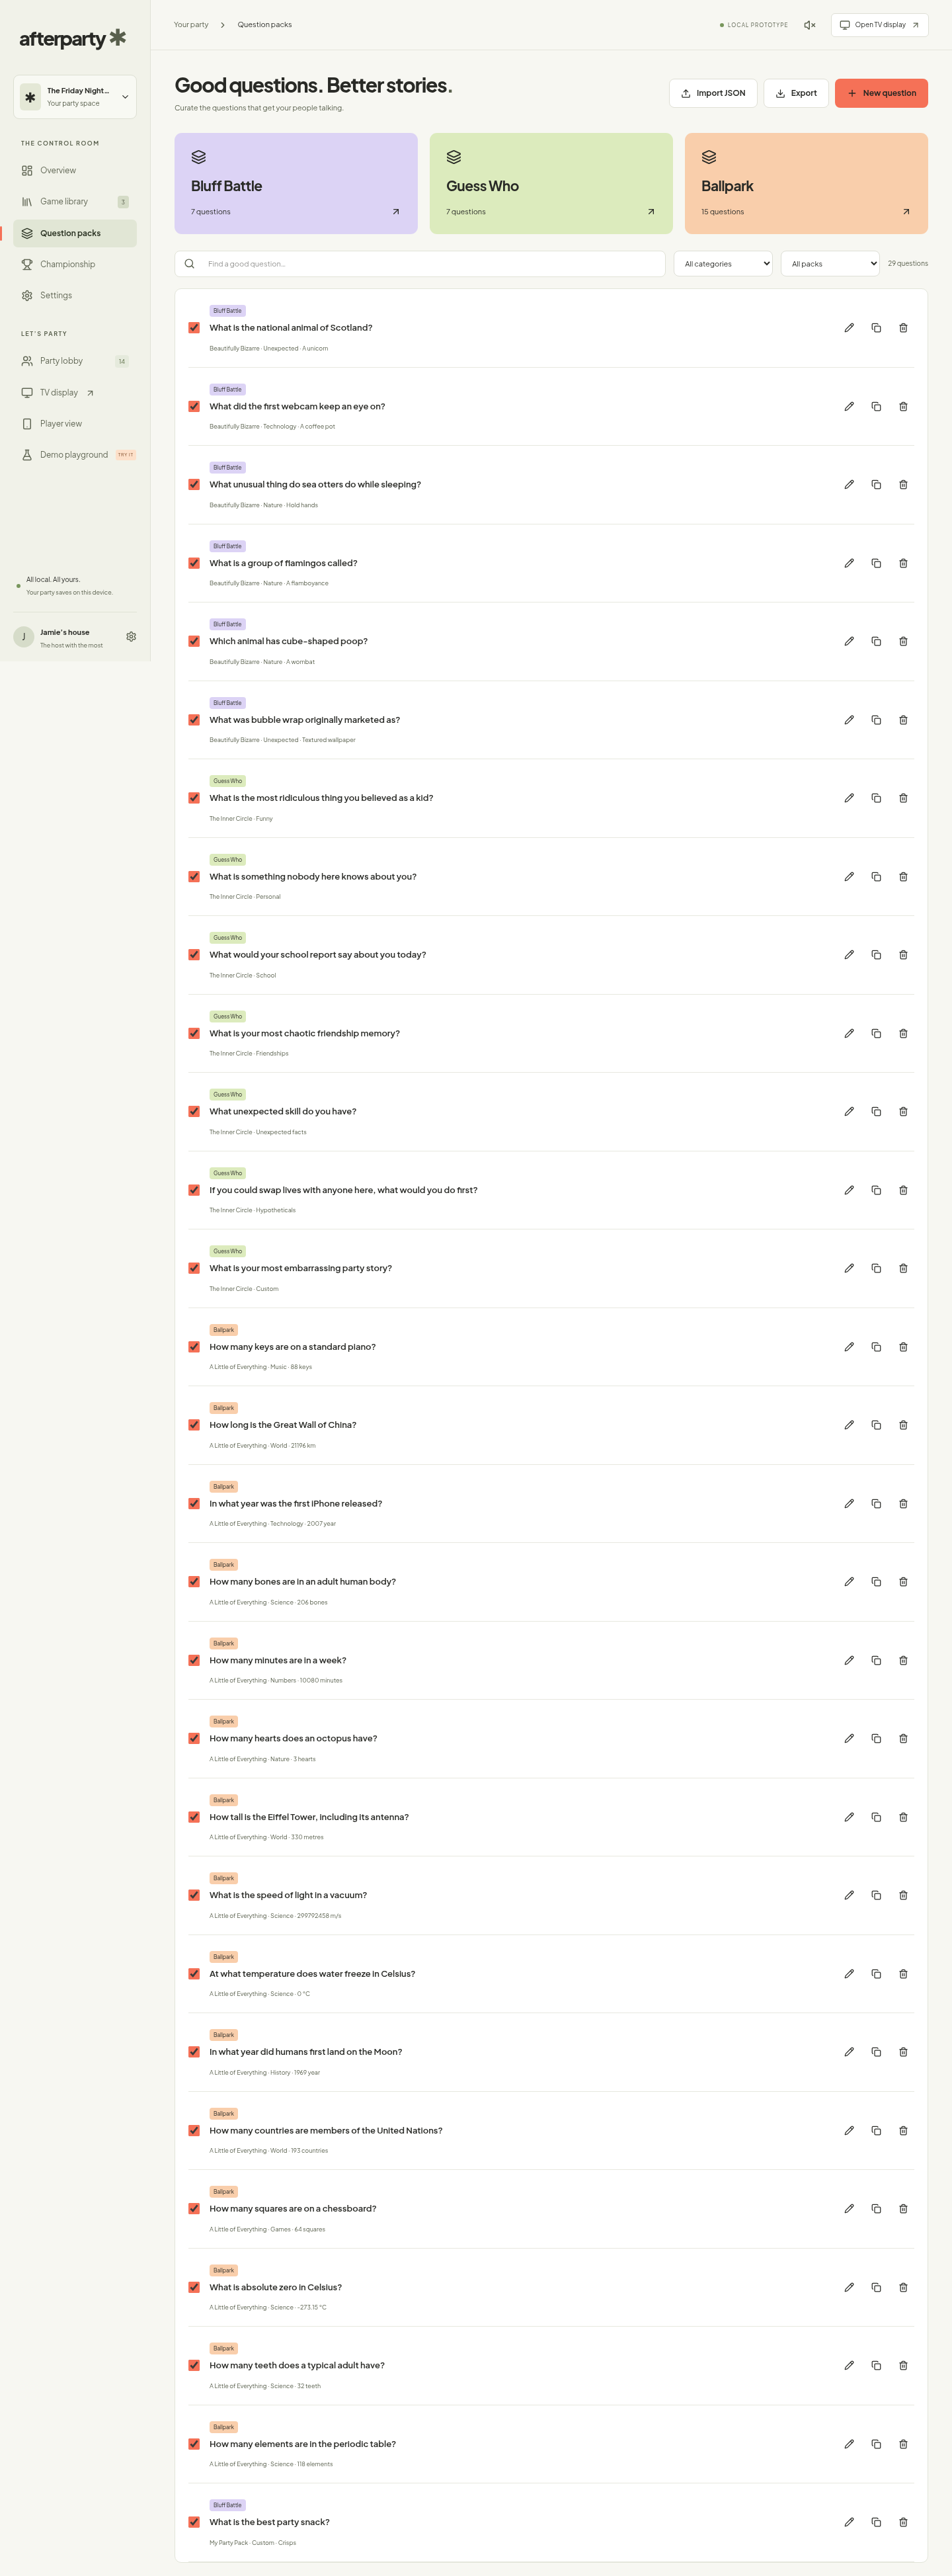 afterparty
The Friday Night...
Your party space
THE CONTROL ROOM
Overview
Game library 3
Question packs
Championship
Settings
LET'S PARTY
Party lobby 14
TV display
Player view
Demo playground TRY IT
All local. All yours.
Your party saves on this device.
J
Jamie's house
The host with the most
Your party > Question packs
LOCAL PROTOTYPE
Open TV display
Good questions. Better stories.
Curate the questions that get your people talking.
Import JSON
Export
New question
Bluff Battle
7 questions
Guess Who
7 questions
Ballpark
15 questions
Find a good question...
All categories
All packs
29 questions
Bluff Battle
What is the national animal of Scotland?
Beautifully Bizarre · Unexpected · A unicorn
Bluff Battle
What did the first webcam keep an eye on?
Beautifully Bizarre · Technology · A coffee pot
Bluff Battle
What unusual thing do sea otters do while sleeping?
Beautifully Bizarre · Nature · Hold hands
Bluff Battle
What is a group of flamingos called?
Beautifully Bizarre · Nature · A flamboyance
Bluff Battle
Which animal has cube-shaped poop?
Beautifully Bizarre · Nature · A wombat
Bluff Battle
What was bubble wrap originally marketed as?
Beautifully Bizarre · Unexpected · Textured wallpaper
Guess Who
What is the most ridiculous thing you believed as a kid?
The Inner Circle · Funny
Guess Who
What is something nobody here knows about you?
The Inner Circle · Personal
Guess Who
What would your school report say about you today?
The Inner Circle · School
Guess Who
What is your most chaotic friendship memory?
The Inner Circle · Friendships
Guess Who
What unexpected skill do you have?
The Inner Circle · Unexpected facts
Guess Who
If you could swap lives with anyone here, what would you do first?
The Inner Circle · Hypotheticals
Guess Who
What is your most embarrassing party story?
The Inner Circle · Custom
Ballpark
How many keys are on a standard piano?
A Little of Everything · Music · 88 keys
Ballpark
How long is the Great Wall of China?
A Little of Everything · World · 21196 km
Ballpark
In what year was the first iPhone released?
A Little of Everything · Technology · 2007 year
Ballpark
How many bones are in an adult human body?
A Little of Everything · Science · 206 bones
Ballpark
How many minutes are in a week?
A Little of Everything · Numbers · 10080 minutes
Ballpark
How many hearts does an octopus have?
A Little of Everything · Nature · 3 hearts
Ballpark
How tall is the Eiffel Tower, including its antenna?
A Little of Everything · World · 330 metres
Ballpark
What is the speed of light in a vacuum?
A Little of Everything · Science · 299792458 m/s
Ballpark
At what temperature does water freeze in Celsius?
A Little of Everything · Science · 0 °C
Ballpark
In what year did humans first land on the Moon?
A Little of Everything · History · 1969 year
Ballpark
How many countries are members of the United Nations?
A Little of Everything · World · 193 countries
Ballpark
How many squares are on a chessboard?
A Little of Everything · Games · 64 squares
Ballpark
What is absolute zero in Celsius?
A Little of Everything · Science · -273.15 °C
Ballpark
How many teeth does a typical adult have?
A Little of Everything · Science · 32 teeth
Ballpark
How many elements are in the periodic table?
A Little of Everything · Science · 118 elements
Bluff Battle
What is the best party snack?
My Party Pack · Custom · Crisps